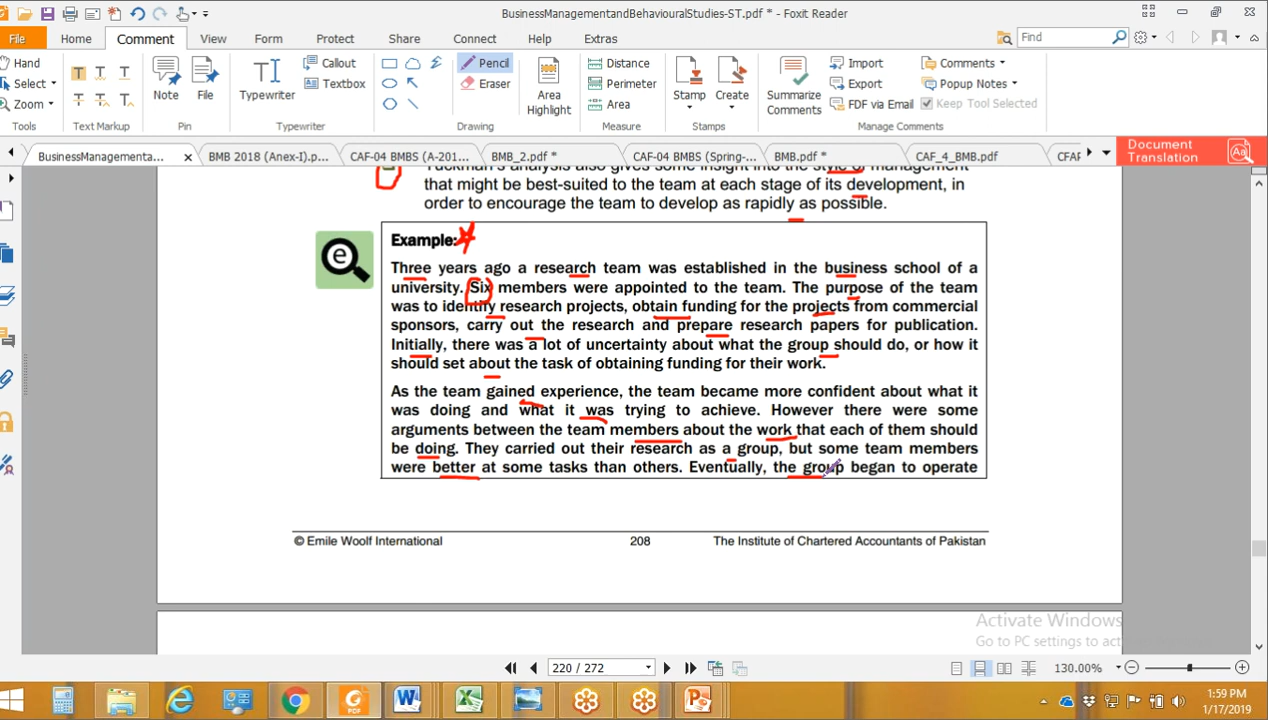 BusinessManagementandBehaviouralStudies-ST.pdf * - Foxit Reader
File Home Comment View Form Protect Share Connect Help Extras Find
Hand
Select
Zoom
Tools
Text Markup
Note
File
Pin
Typewriter
Callout
Textbox
Typewriter
Pencil
Eraser
Area Highlight
Drawing
Distance
Perimeter
Area
Measure
Stamp
Create
Stamps
Summarize Comments
Import
Export
FDF via Email
Comments
Popup Notes
Keep Tool Selected
Manage Comments
BusinessManagementa... BMB 2018 (Anex-I).p... CAF-04 BMBS (A-201... BMB_2.pdf * CAF-04 BMBS (Spring-... BMB.pdf * CAF_4_BMB.pdf CFAF
Document Translation
Tuckman's analysis also gives some insight into the style of management
that might be best-suited to the team at each stage of its development, in
order to encourage the team to develop as rapidly as possible.
e
Example:
Three years ago a research team was established in the business school of a
university. Six members were appointed to the team. The purpose of the team
was to identify research projects, obtain funding for the projects from commercial
sponsors, carry out the research and prepare research papers for publication.
Initially, there was a lot of uncertainty about what the group should do, or how it
should set about the task of obtaining funding for their work.
As the team gained experience, the team became more confident about what it
was doing and what it was trying to achieve. However there were some
arguments between the team members about the work that each of them should
be doing. They carried out their research as a group, but some team members
were better at some tasks than others. Eventually, the group began to operate
© Emile Woolf International 208 The Institute of Chartered Accountants of Pakistan
Activate Windows
Go to PC settings to act
220 / 272
130.00%
1:59 PM
1/17/2019